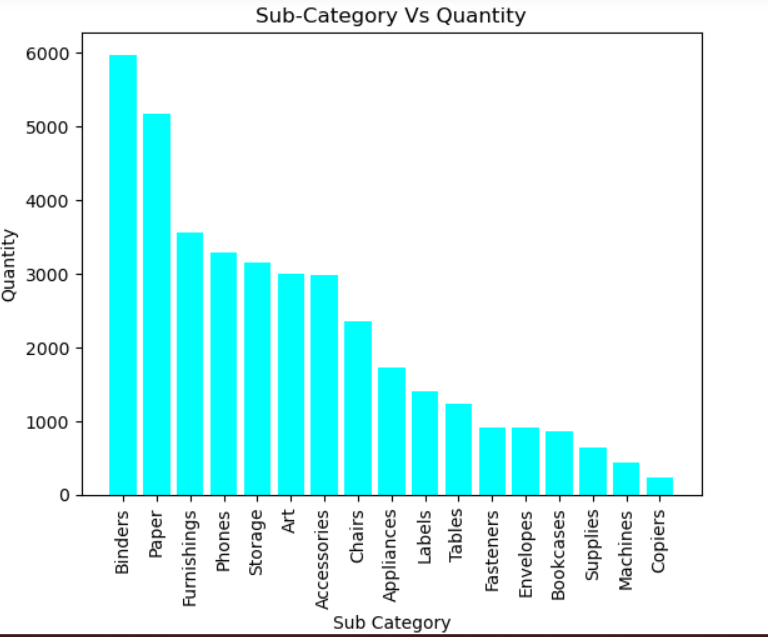 Sub-Category Vs Quantity
6000
5000
4000
3000
2000
1000
0
Quantity
Binders
Paper
Furnishings
Phones
Storage
Art
Accessories
Chairs
Appliances
Labels
Tables
Fasteners
Envelopes
Bookcases
Supplies
Machines
Copiers
Sub Category